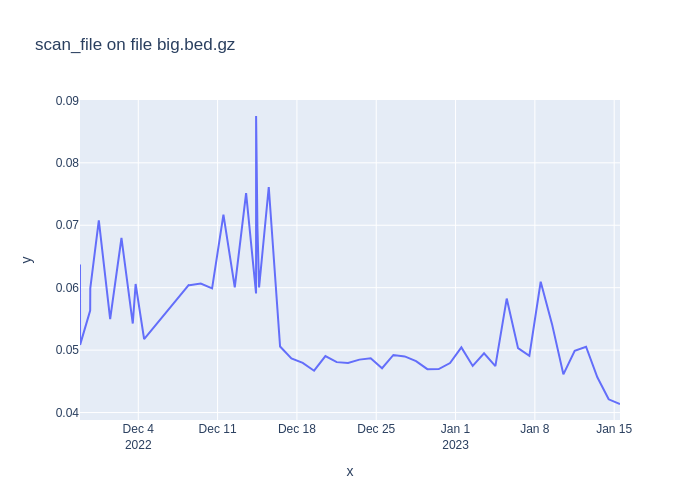 scan_file on file big.bed.gz
0.09
0.08
0.07
0.06
0.05
0.04
y
Dec 4
2022
Dec 11
Dec 18
Dec 25
Jan 1
2023
Jan 8
Jan 15
x